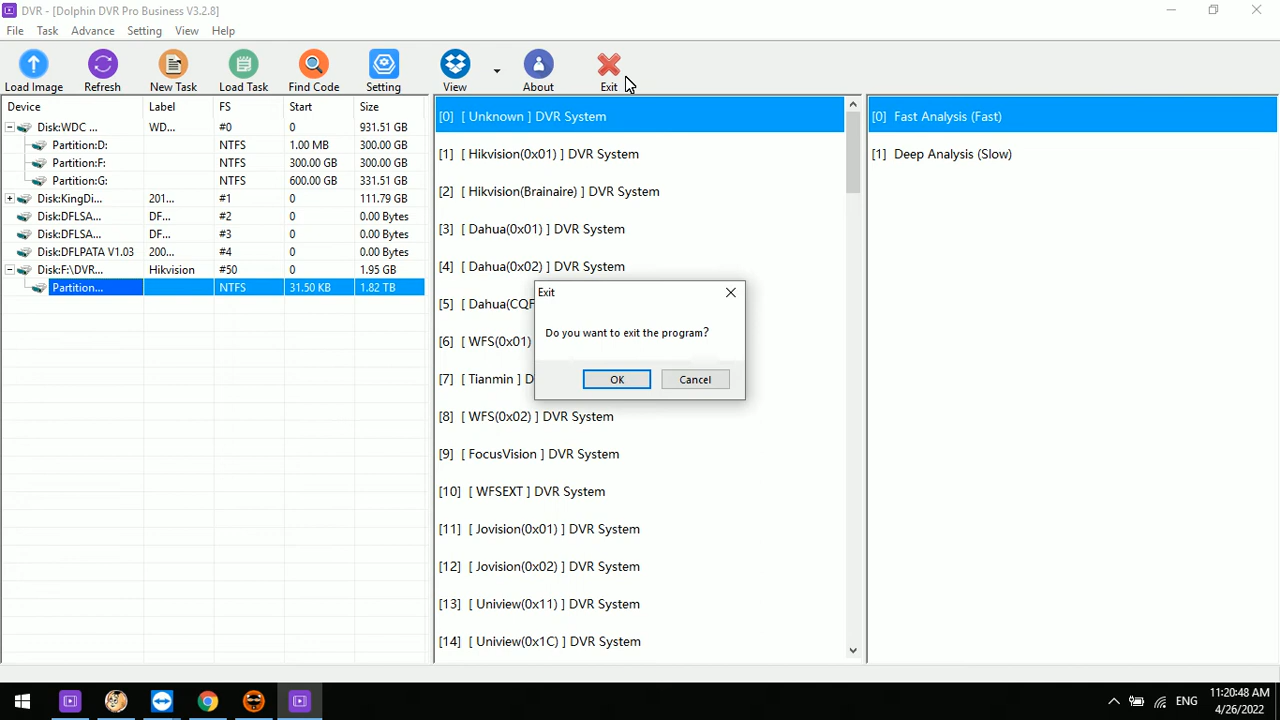 DVR - [Dolphin DVR Pro Business V3.2.8]
File Task Advance Setting View Help
Load Image Refresh New Task Load Task Find Code Setting View About Exit
Device Label FS Start Size
Disk:WDC ... WD... #0 0 931.51 GB
Partition:D: NTFS 1.00 MB 300.00 GB
Partition:F: NTFS 300.00 GB 300.00 GB
Partition:G: NTFS 600.00 GB 331.51 GB
Disk:KingDi... 201... #1 0 111.79 GB
Disk:DFLSA... DF... #2 0 0.00 Bytes
Disk:DFLSA... DF... #3 0 0.00 Bytes
Disk:DFLPATA V1.03 200... #4 0 0.00 Bytes
Disk:F:\DVR... Hikvision #50 0 1.95 GB
Partition... NTFS 31.50 KB 1.82 TB
[0] [ Unknown ] DVR System
[1] [ Hikvision(0x01) ] DVR System
[2] [ Hikvision(Brainaire) ] DVR System
[3] [ Dahua(0x01) ] DVR System
[4] [ Dahua(0x02) ] DVR System
[5] [ Dahua(CQF
[6] [ WFS(0x01)
[7] [ Tianmin ] D
[8] [ WFS(0x02) ] DVR System
[9] [ FocusVision ] DVR System
[10] [ WFSEXT ] DVR System
[11] [ Jovision(0x01) ] DVR System
[12] [ Jovision(0x02) ] DVR System
[13] [ Uniview(0x11) ] DVR System
[14] [ Uniview(0x1C) ] DVR System
[0] Fast Analysis (Fast)
[1] Deep Analysis (Slow)
Exit
Do you want to exit the program?
OK Cancel
ENG
11:20:48 AM
4/26/2022